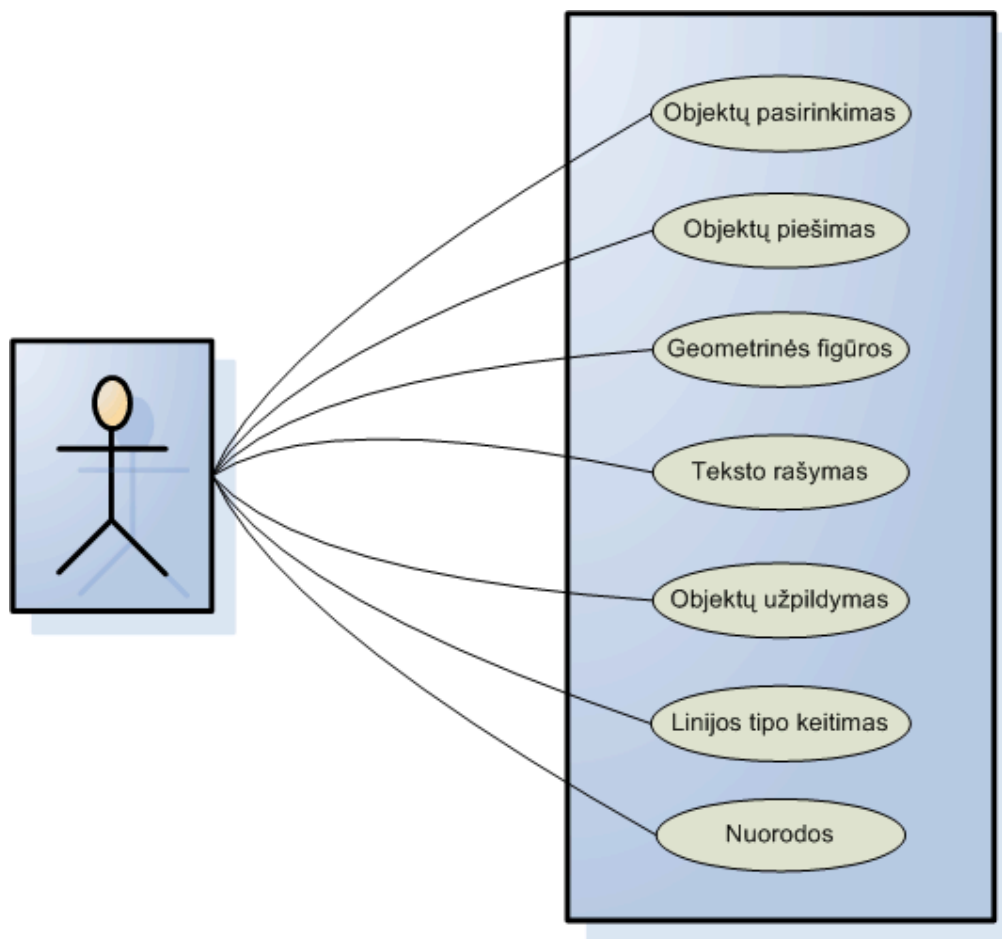 Objektų pasirinkimas
Objektų piešimas
Geometrinės figūros
Teksto rašymas
Objektų užpildymas
Linijos tipo keitimas
Nuorodos